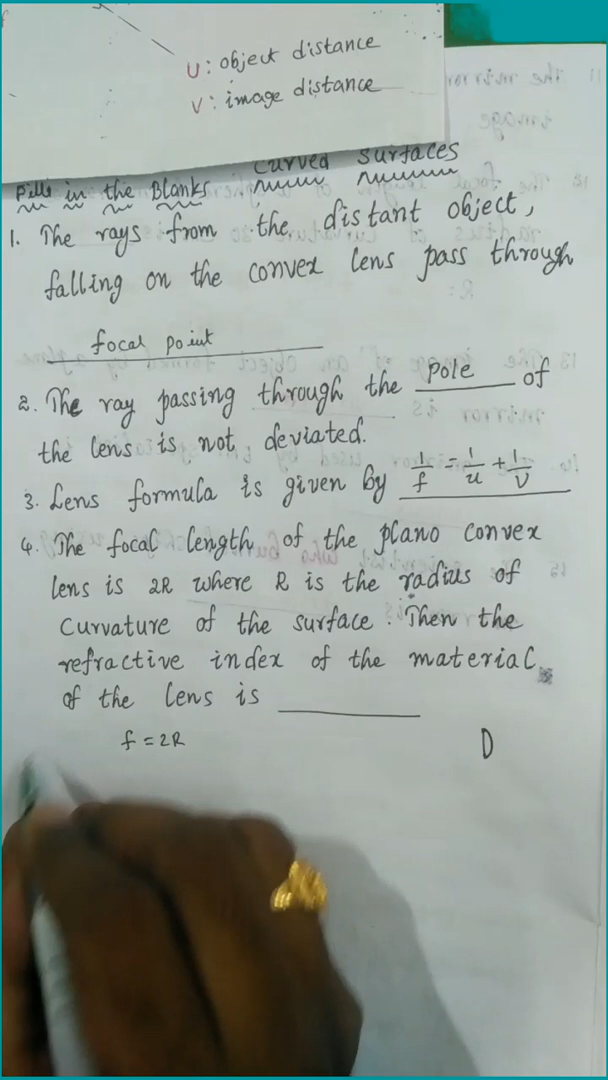 U: object distance
V: image distance
curved surfaces
Fill in the Blanks
1. The rays from the distant object,
falling on the convex lens pass through
focal point
2. The ray passing through the pole of
the lens is not deviated.
3. Lens formula is given by 1/f = 1/u + 1/v
4. The focal length of the plano convex
lens is 2R where R is the radius of
Curvature of the surface. Then the
refractive index of the material
of the lens is
f = 2R D